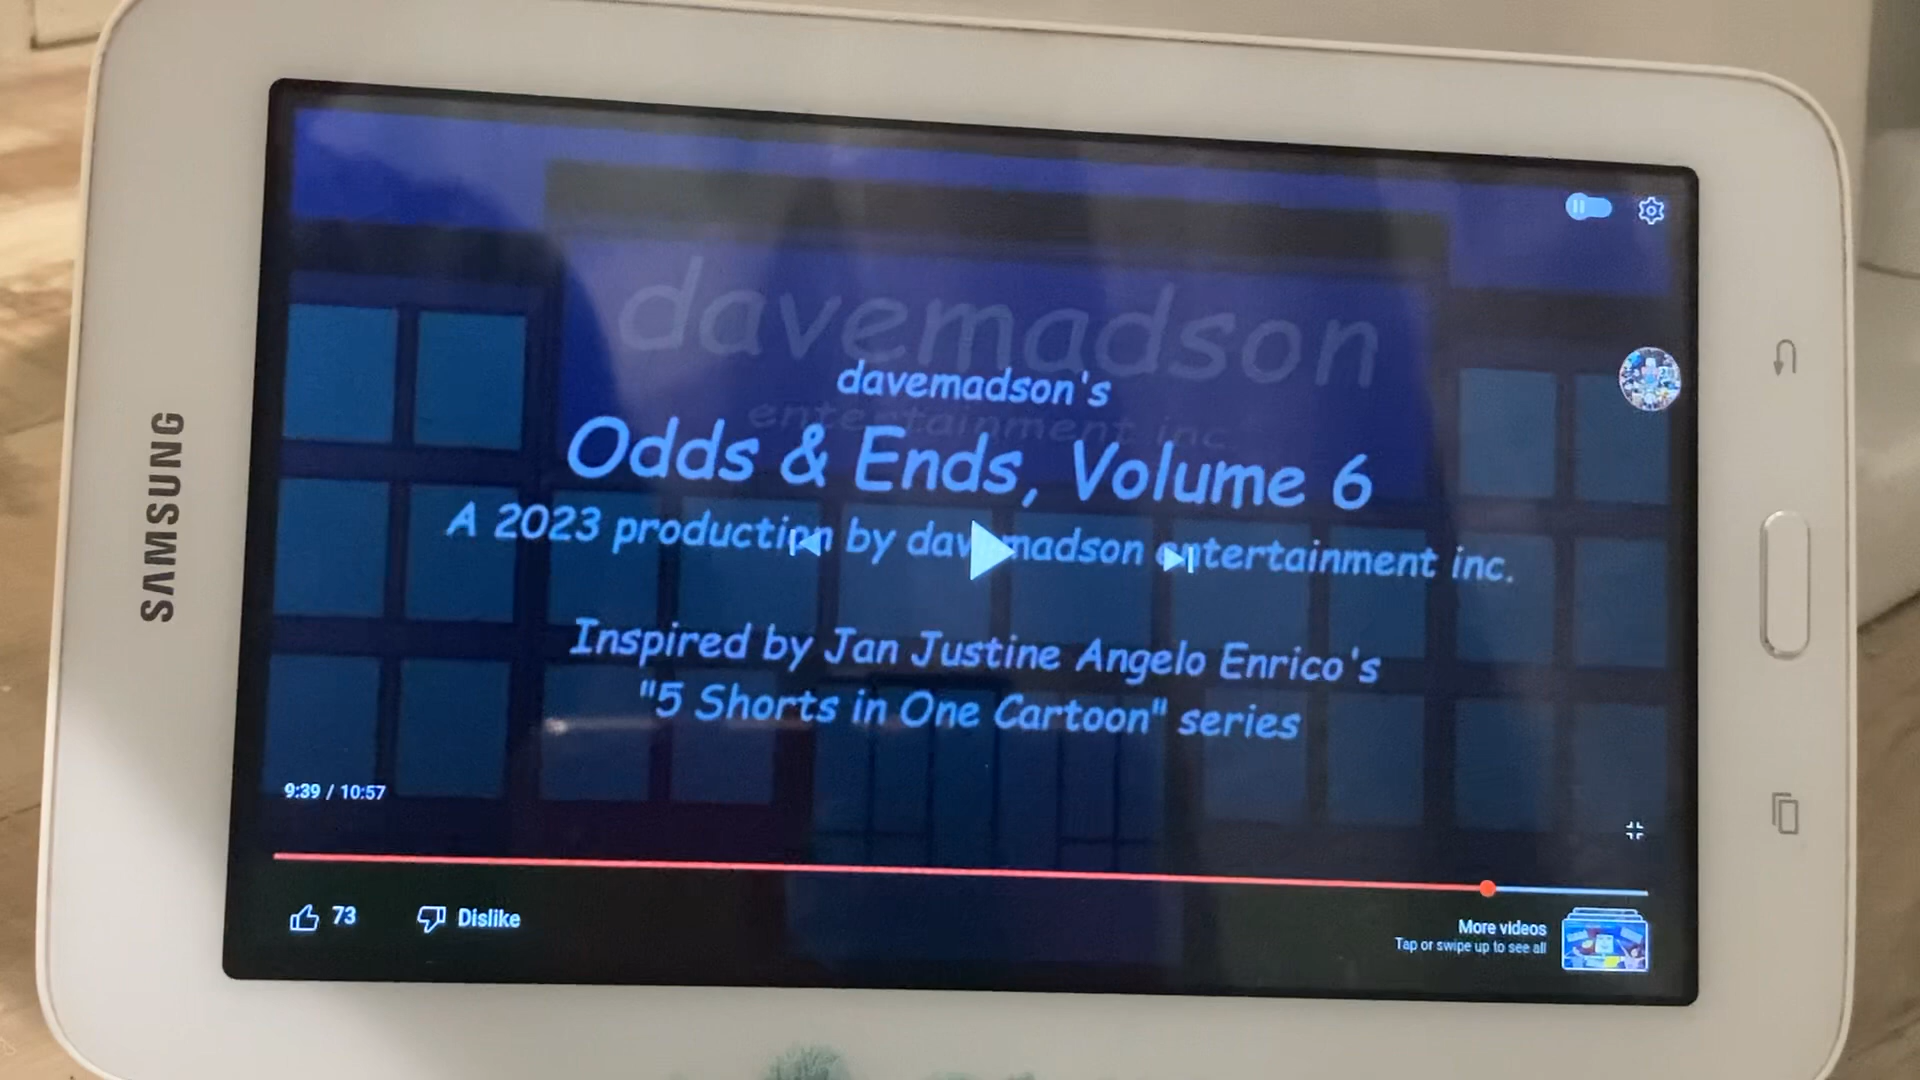 SAMSUNG
davemadson
entertainment inc.
davemadson's
Odds & Ends, Volume 6
A 2023 production by davemadson entertainment inc.
Inspired by Jan Justine Angelo Enrico's
"5 Shorts in One Cartoon" series
9:39 / 10:57
73
Dislike
More videos
Tap or swipe up to see all